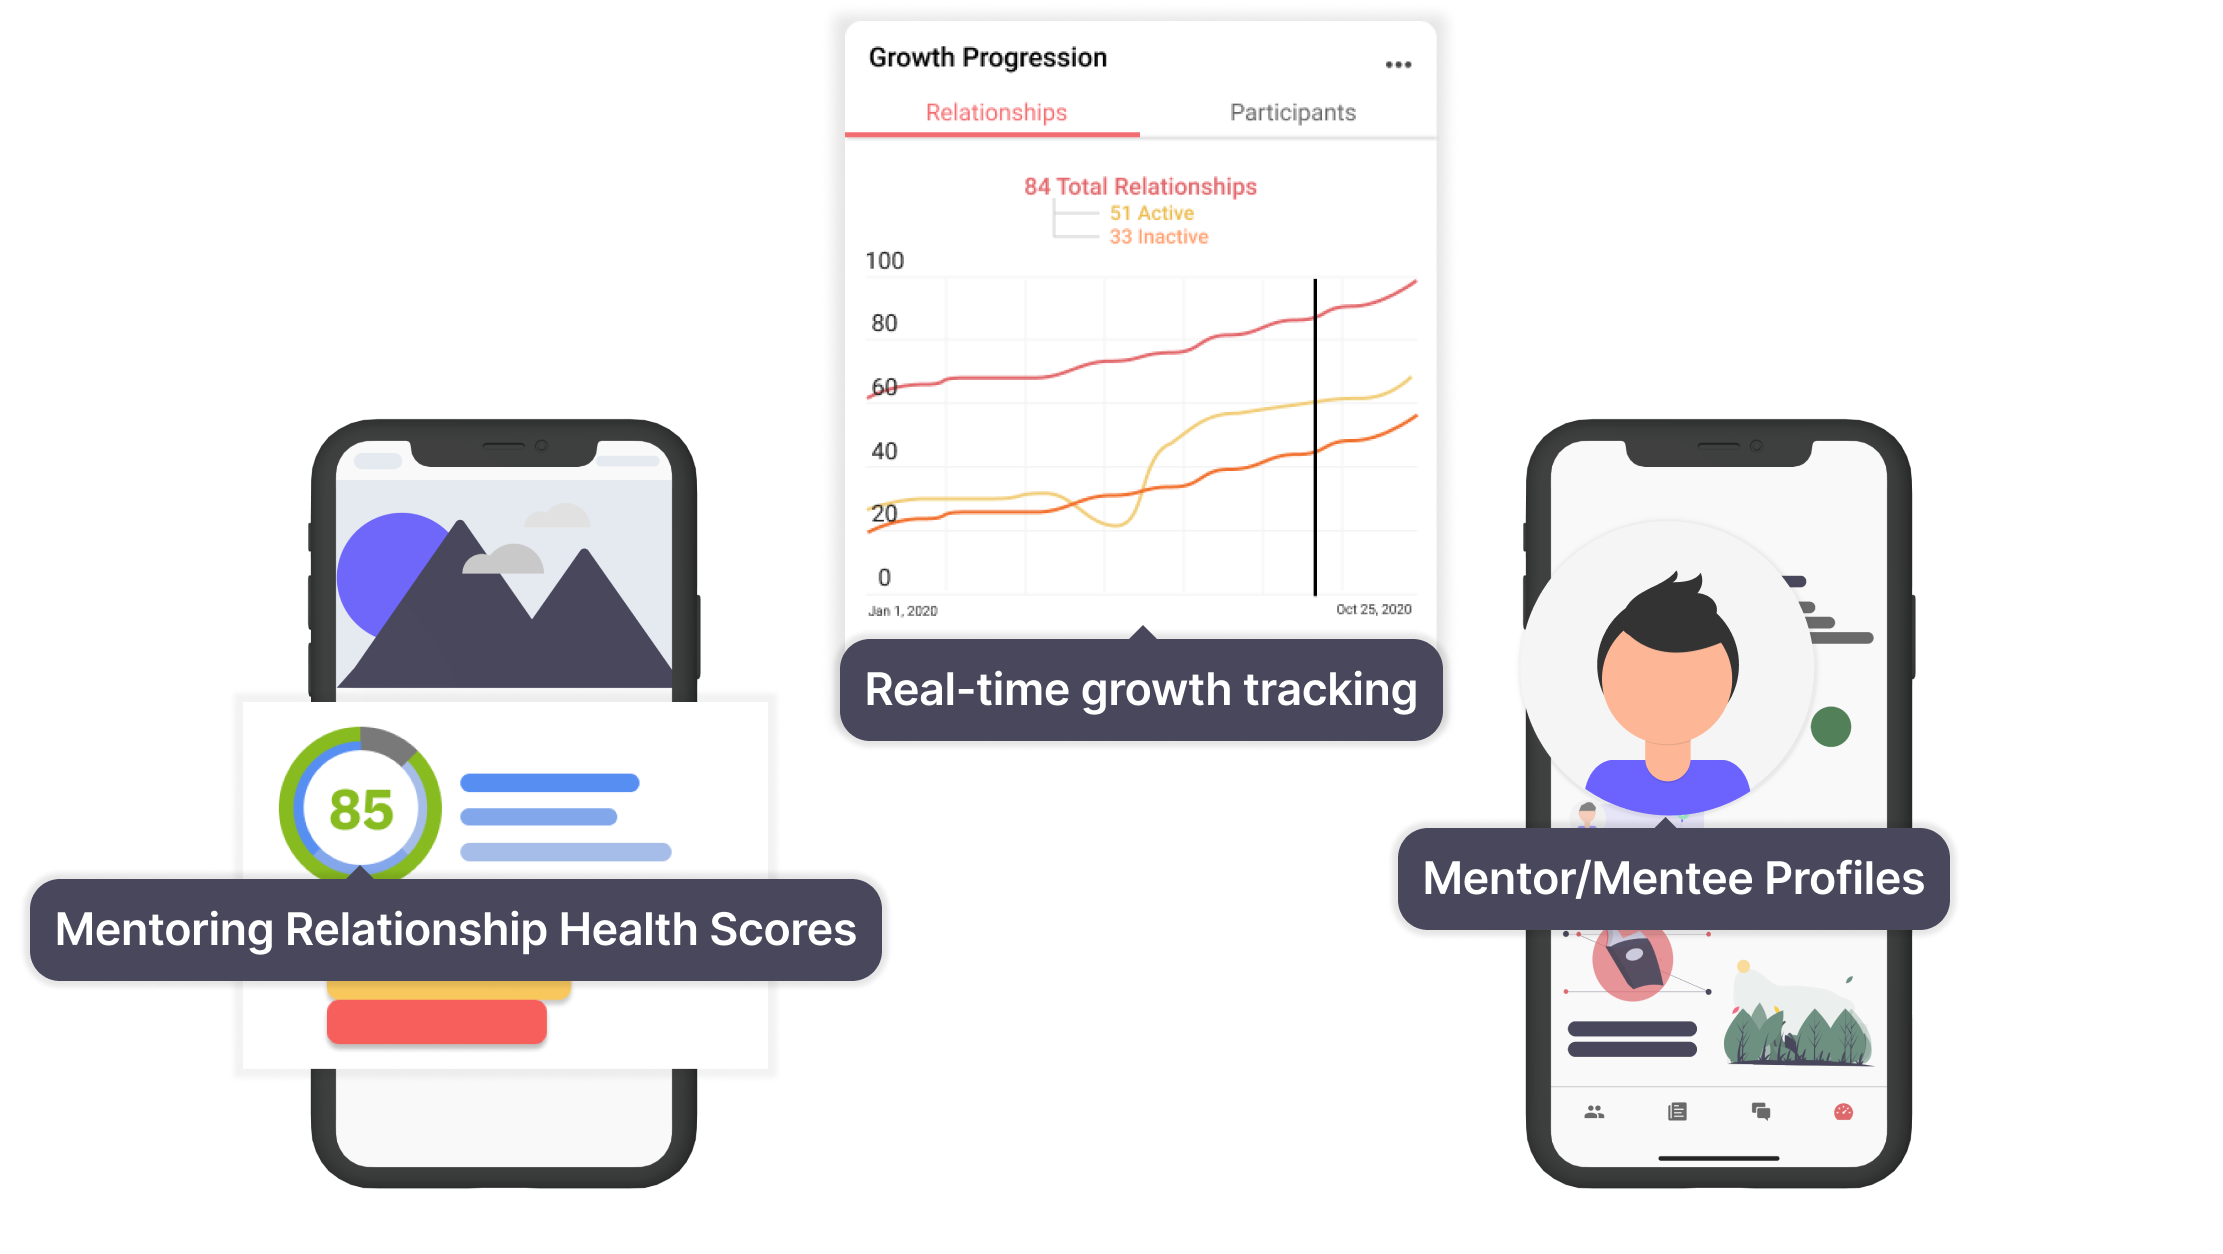 Growth Progression
Relationships Participants
84 Total Relationships
51 Active
33 Inactive
100
80
60
40
20
0
Jan 1, 2020 Oct 25, 2020
Real-time growth tracking
85
Mentoring Relationship Health Scores
Mentor/Mentee Profiles